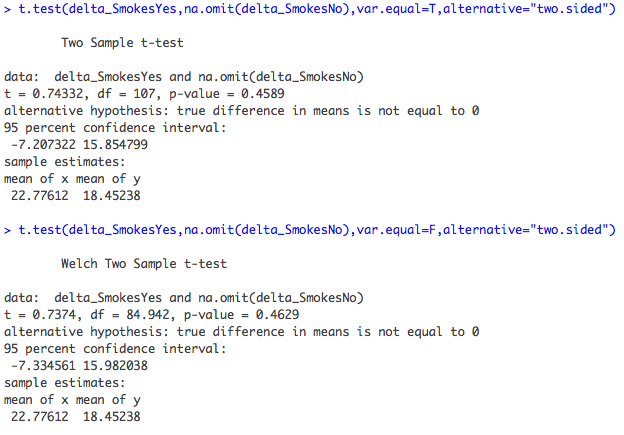 > t.test(delta_SmokesYes,na.omit(delta_SmokesNo),var.equal=T,alternative="two.sided")
Two Sample t-test
data:  delta_SmokesYes and na.omit(delta_SmokesNo)
t = 0.74332, df = 107, p-value = 0.4589
alternative hypothesis: true difference in means is not equal to 0
95 percent confidence interval:
-7.207322 15.854799
sample estimates:
mean of x mean of y
22.77612  18.45238
> t.test(delta_SmokesYes,na.omit(delta_SmokesNo),var.equal=F,alternative="two.sided")
Welch Two Sample t-test
data:  delta_SmokesYes and na.omit(delta_SmokesNo)
t = 0.7374, df = 84.942, p-value = 0.4629
alternative hypothesis: true difference in means is not equal to 0
95 percent confidence interval:
-7.334561 15.982038
sample estimates:
mean of x mean of y
22.77612  18.45238